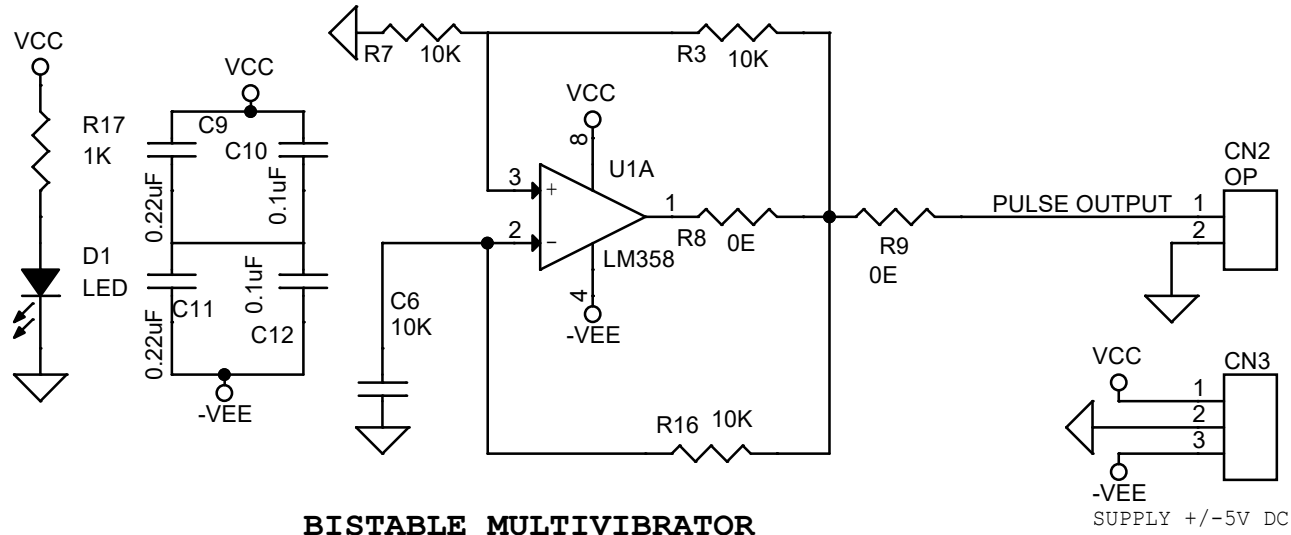 VCC
R17
1K
D1
LED
VCC
C9
C10
0.22uF
0.1uF
C11
C12
0.22uF
0.1uF
-VEE
R7
10K
R3
10K
VCC
8
U1A
3
+
2
-
1
LM358
4
-VEE
R8
0E
C6
10K
R16
10K
R9
0E
PULSE OUTPUT
CN2
OP
1
2
VCC
CN3
1
2
3
-VEE
SUPPLY +/-5V DC
BISTABLE MULTIVIBRATOR